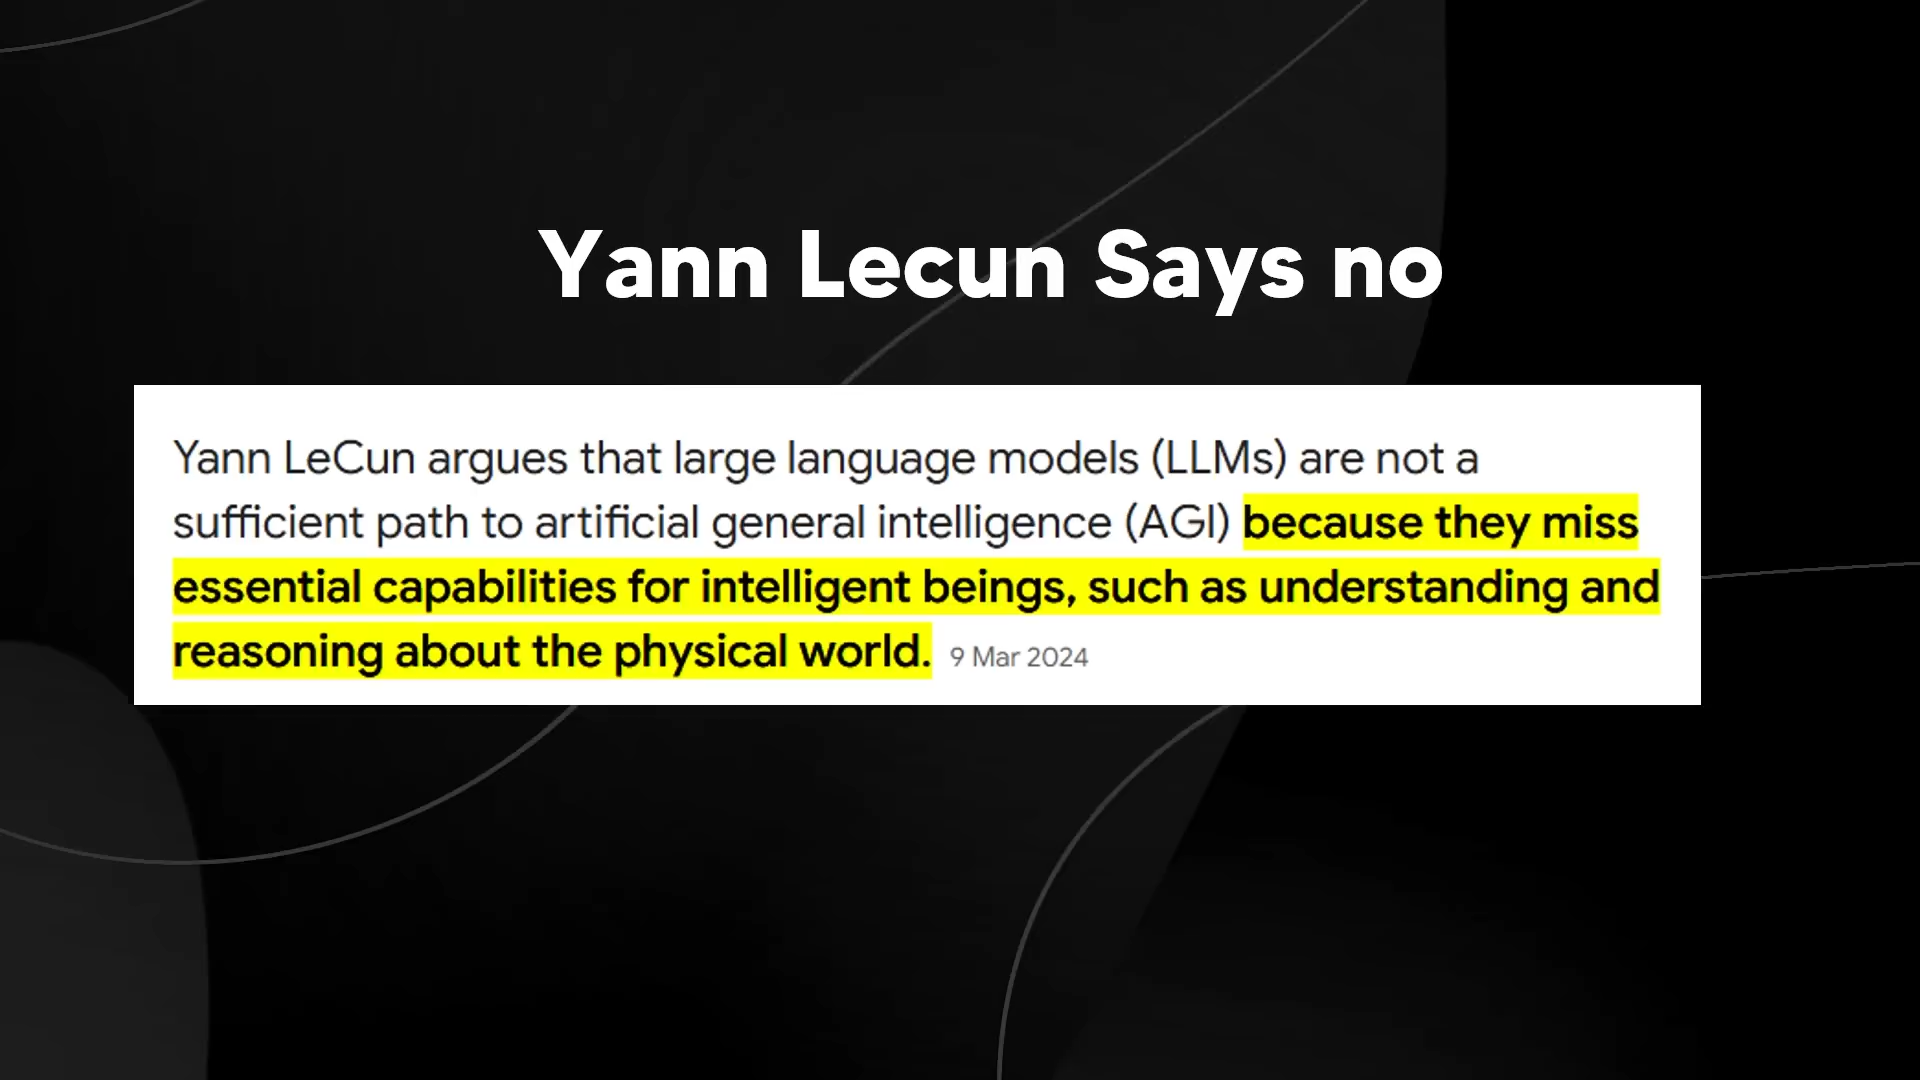 Yann Lecun Says no
Yann LeCun argues that large language models (LLMs) are not a
sufficient path to artificial general intelligence (AGI) because they miss
essential capabilities for intelligent beings, such as understanding and
reasoning about the physical world. 9 Mar 2024